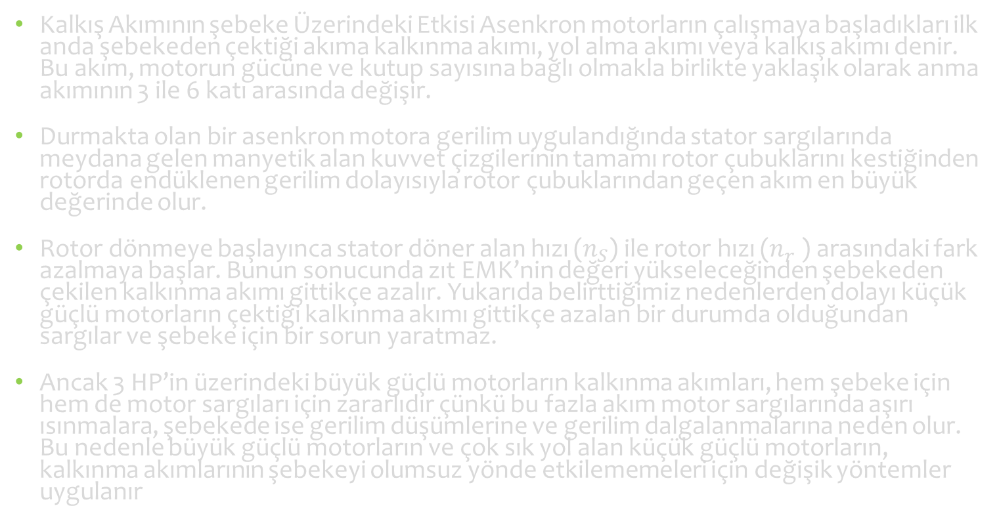 • Kalkış Akımının şebeke Üzerindeki Etkisi Asenkron motorların çalışmaya başladıkları ilk
anda şebekeden çektiği akıma kalkınma akımı, yol alma akımı veya kalkış akımı denir.
Bu akım, motorun gücüne ve kutup sayısına bağlı olmakla birlikte yaklaşık olarak anma
akımının 3 ile 6 katı arasında değişir.
• Durmakta olan bir asenkron motora gerilim uygulandığında stator sargılarında
meydana gelen manyetik alan kuvvet çizgilerinin tamamı rotor çubuklarını kestiğinden
rotorda endüklenen gerilim dolayısıyla rotor çubuklarından geçen akım en büyük
değerinde olur.
• Rotor dönmeye başlayınca stator döner alan hızı (n_S) ile rotor hızı (n_r ) arasındaki fark
azalmaya başlar. Bunun sonucunda zıt EMK’nin değeri yükseleceğinden şebekeden
çekilen kalkınma akımı gittikçe azalır. Yukarıda belirttiğimiz nedenlerden dolayı küçük
güçlü motorların çektiği kalkınma akımı gittikçe azalan bir durumda olduğundan
sargılar ve şebeke için bir sorun yaratmaz.
• Ancak 3 HP’in üzerindeki büyük güçlü motorların kalkınma akımları, hem şebeke için
hem de motor sargıları için zararlıdır çünkü bu fazla akım motor sargılarında aşırı
ısınmalara, şebekede ise gerilim düşümlerine ve gerilim dalgalanmalarına neden olur.
Bu nedenle büyük güçlü motorların ve çok sık yol alan küçük güçlü motorların,
kalkınma akımlarının şebekeyi olumsuz yönde etkilememeleri için değişik yöntemler
uygulanır